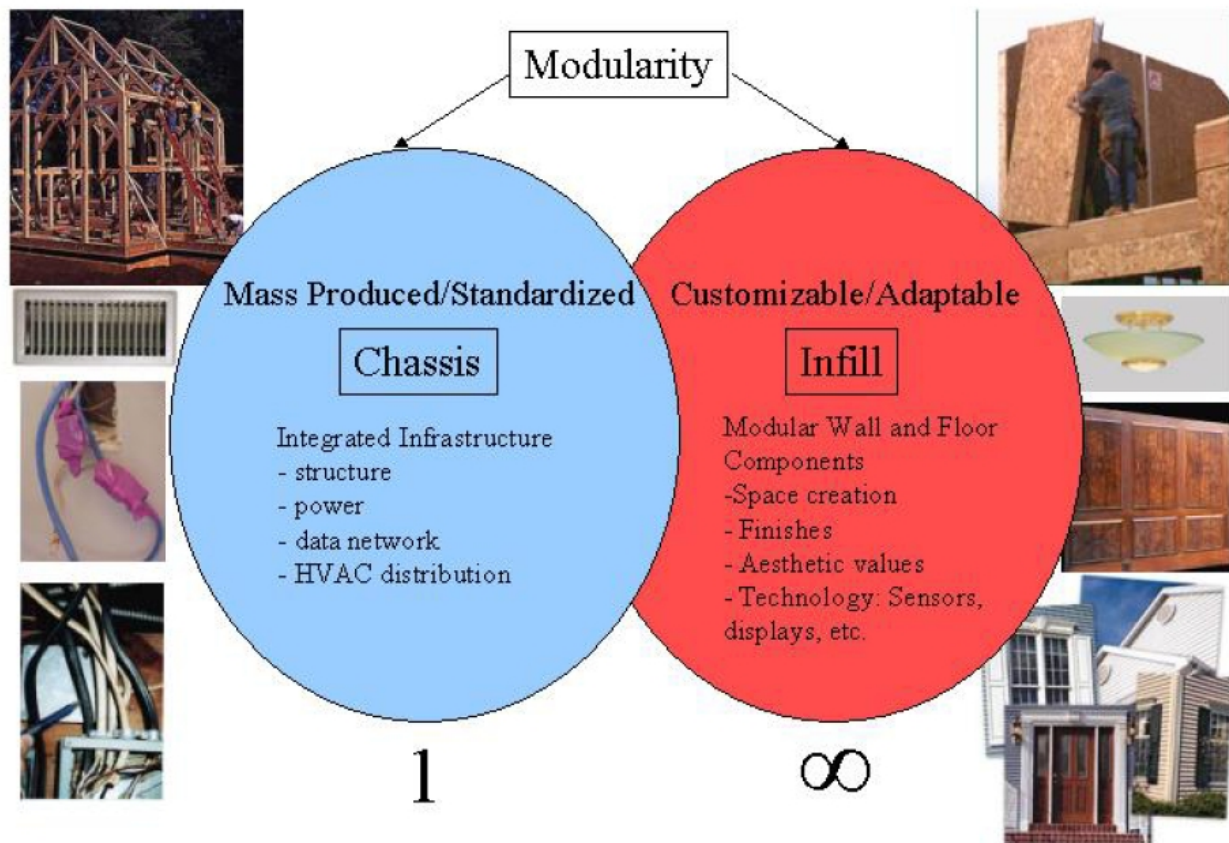 Modularity
Mass Produced/Standardized
Chassis
Integrated Infrastructure
- structure
- power
- data network
- HVAC distribution
1
Customizable/Adaptable
Infill
Modular Wall and Floor
Components
-Space creation
- Finishes
- Aesthetic values
- Technology: Sensors,
displays, etc.
∞